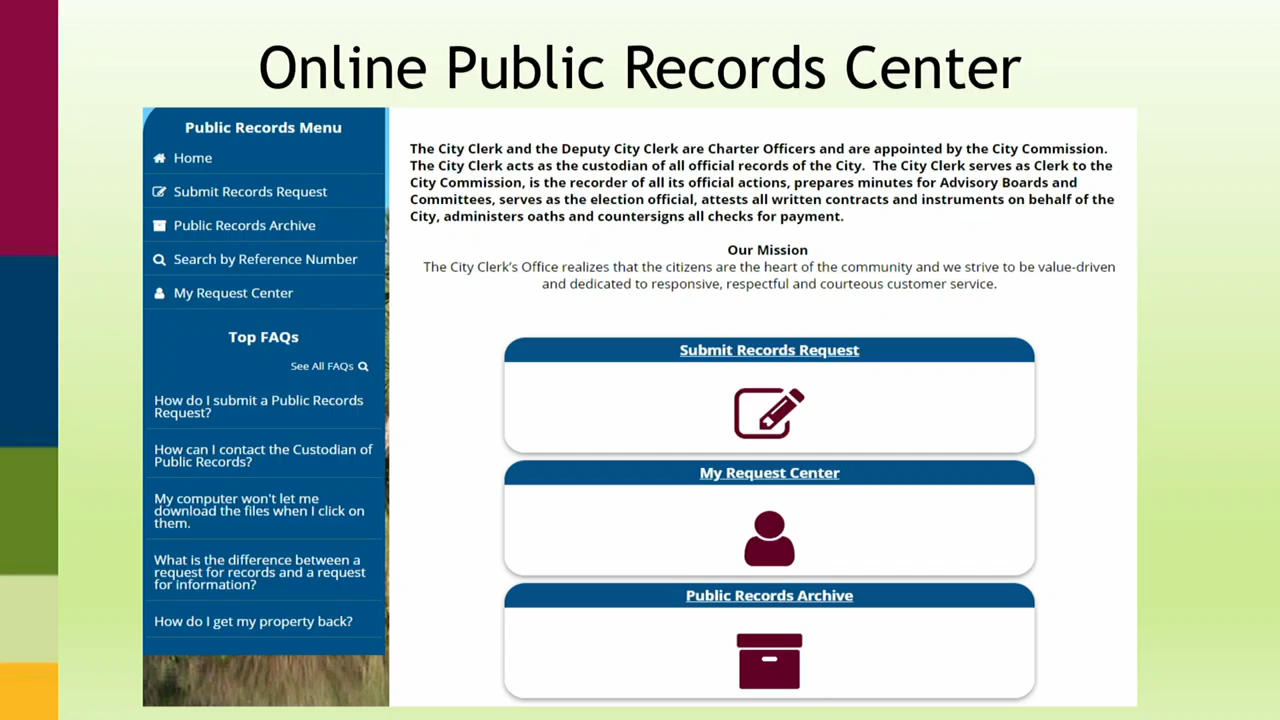 Online Public Records Center
Public Records Menu
Home
Submit Records Request
Public Records Archive
Search by Reference Number
My Request Center
Top FAQs
See All FAQs
How do I submit a Public Records
Request?
How can I contact the Custodian of
Public Records?
My computer won't let me
download the files when I click on
them.
What is the difference between a
request for records and a request
for information?
How do I get my property back?
The City Clerk and the Deputy City Clerk are Charter Officers and are appointed by the City Commission.
The City Clerk acts as the custodian of all official records of the City. The City Clerk serves as Clerk to the
City Commission, is the recorder of all its official actions, prepares minutes for Advisory Boards and
Committees, serves as the election official, attests all written contracts and instruments on behalf of the
City, administers oaths and countersigns all checks for payment.
Our Mission
The City Clerk's Office realizes that the citizens are the heart of the community and we strive to be value-driven
and dedicated to responsive, respectful and courteous customer service.
Submit Records Request
My Request Center
Public Records Archive